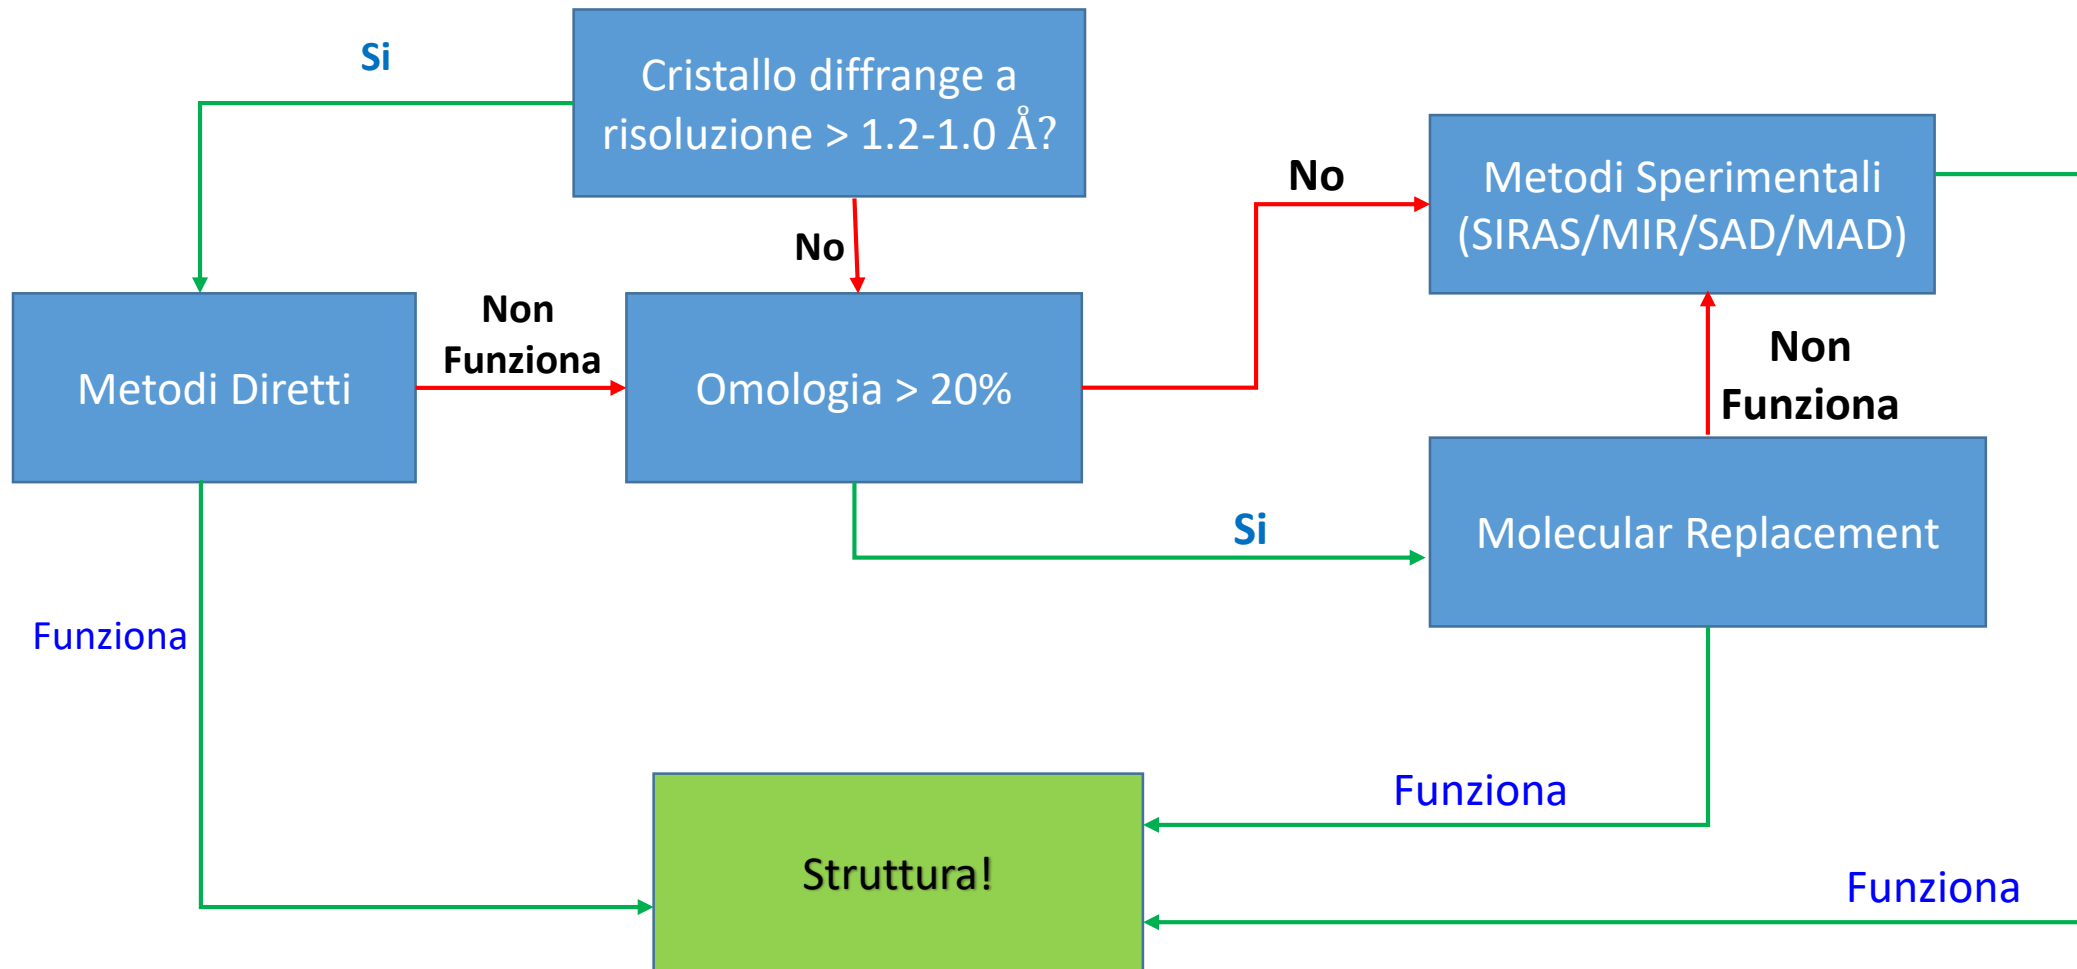 Si
Cristallo diffrange a
risoluzione > 1.2-1.0 Å?
No
Metodi Sperimentali
(SIRAS/MIR/SAD/MAD)
No
Non
Funziona
Metodi Diretti
Omologia > 20%
Non
Funziona
Si
Molecular Replacement
Funziona
Funziona
Struttura!
Funziona